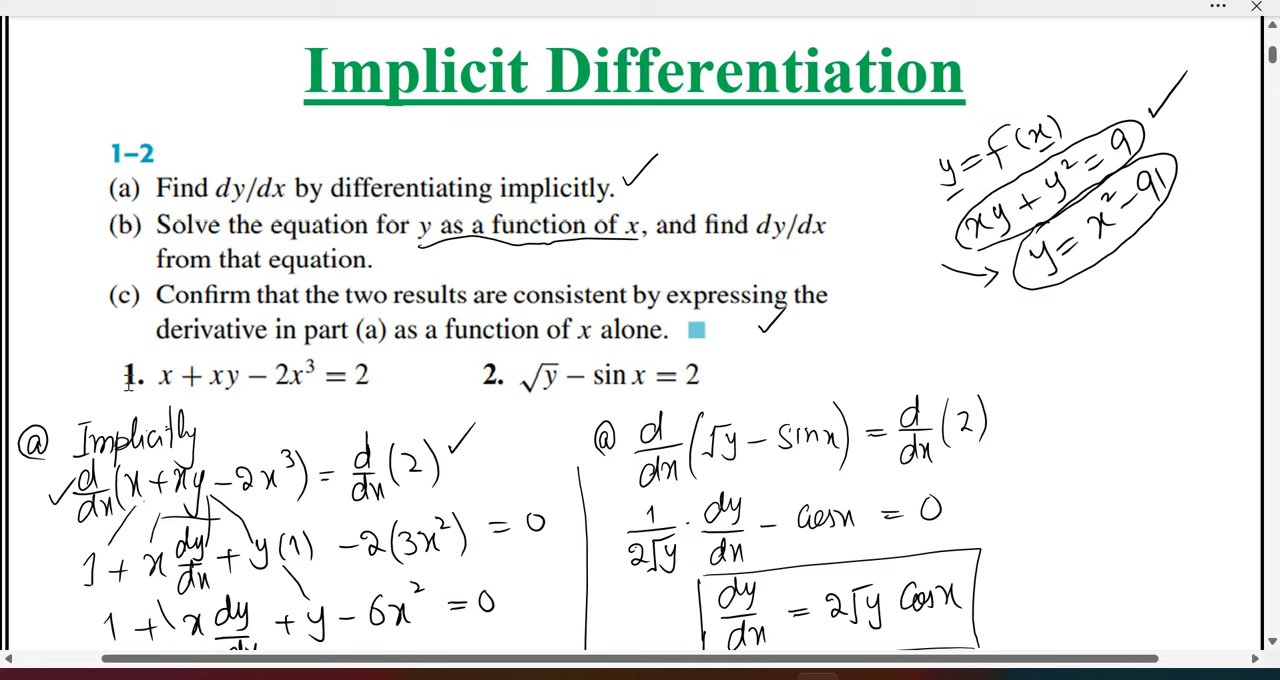 Implicit Differentiation
1–2
(a) Find dy/dx by differentiating implicitly. ✓
(b) Solve the equation for y as a function of x, and find dy/dx
from that equation.
(c) Confirm that the two results are consistent by expressing the
derivative in part (a) as a function of x alone. ■ ✓
y = f(x)
xy + y² = 9 ✓
→ y = x² − 91
1. x + xy − 2x³ = 2
2. √y − sin x = 2
@ Implicitly
✓ d/dx (x + xy − 2x³) = d/dx (2) ✓
1 + x dy/dx + y(1) − 2(3x²) = 0
1 + x dy/dx + y − 6x² = 0
@ d/dx (√y − sinx) = d/dx (2)
1/2√y · dy/dx − cosx = 0
dy/dx = 2√y cosx